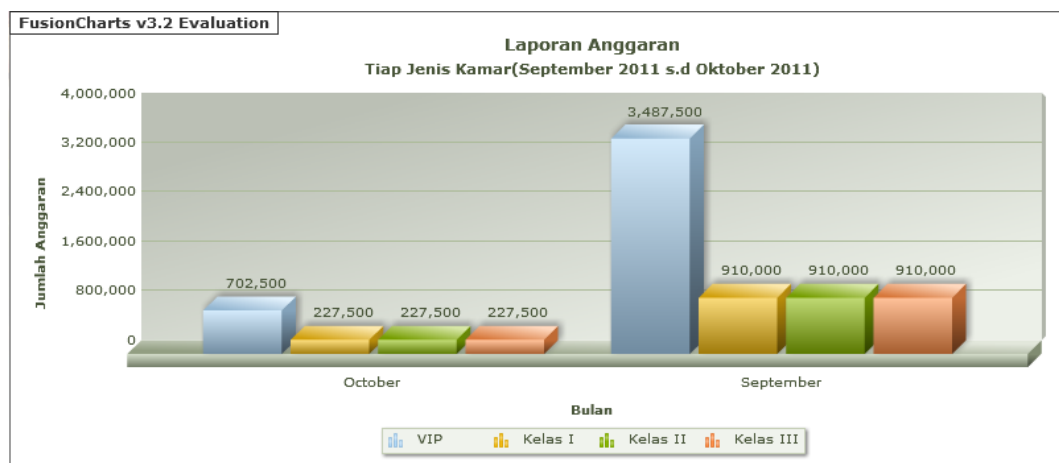 FusionCharts v3.2 Evaluation
Laporan Anggaran
Tiap Jenis Kamar(September 2011 s.d Oktober 2011)
Jumlah Anggaran
4,000,000
3,200,000
2,400,000
1,600,000
800,000
0
702,500
227,500
227,500
227,500
3,487,500
910,000
910,000
910,000
October
September
Bulan
VIP
Kelas I
Kelas II
Kelas III